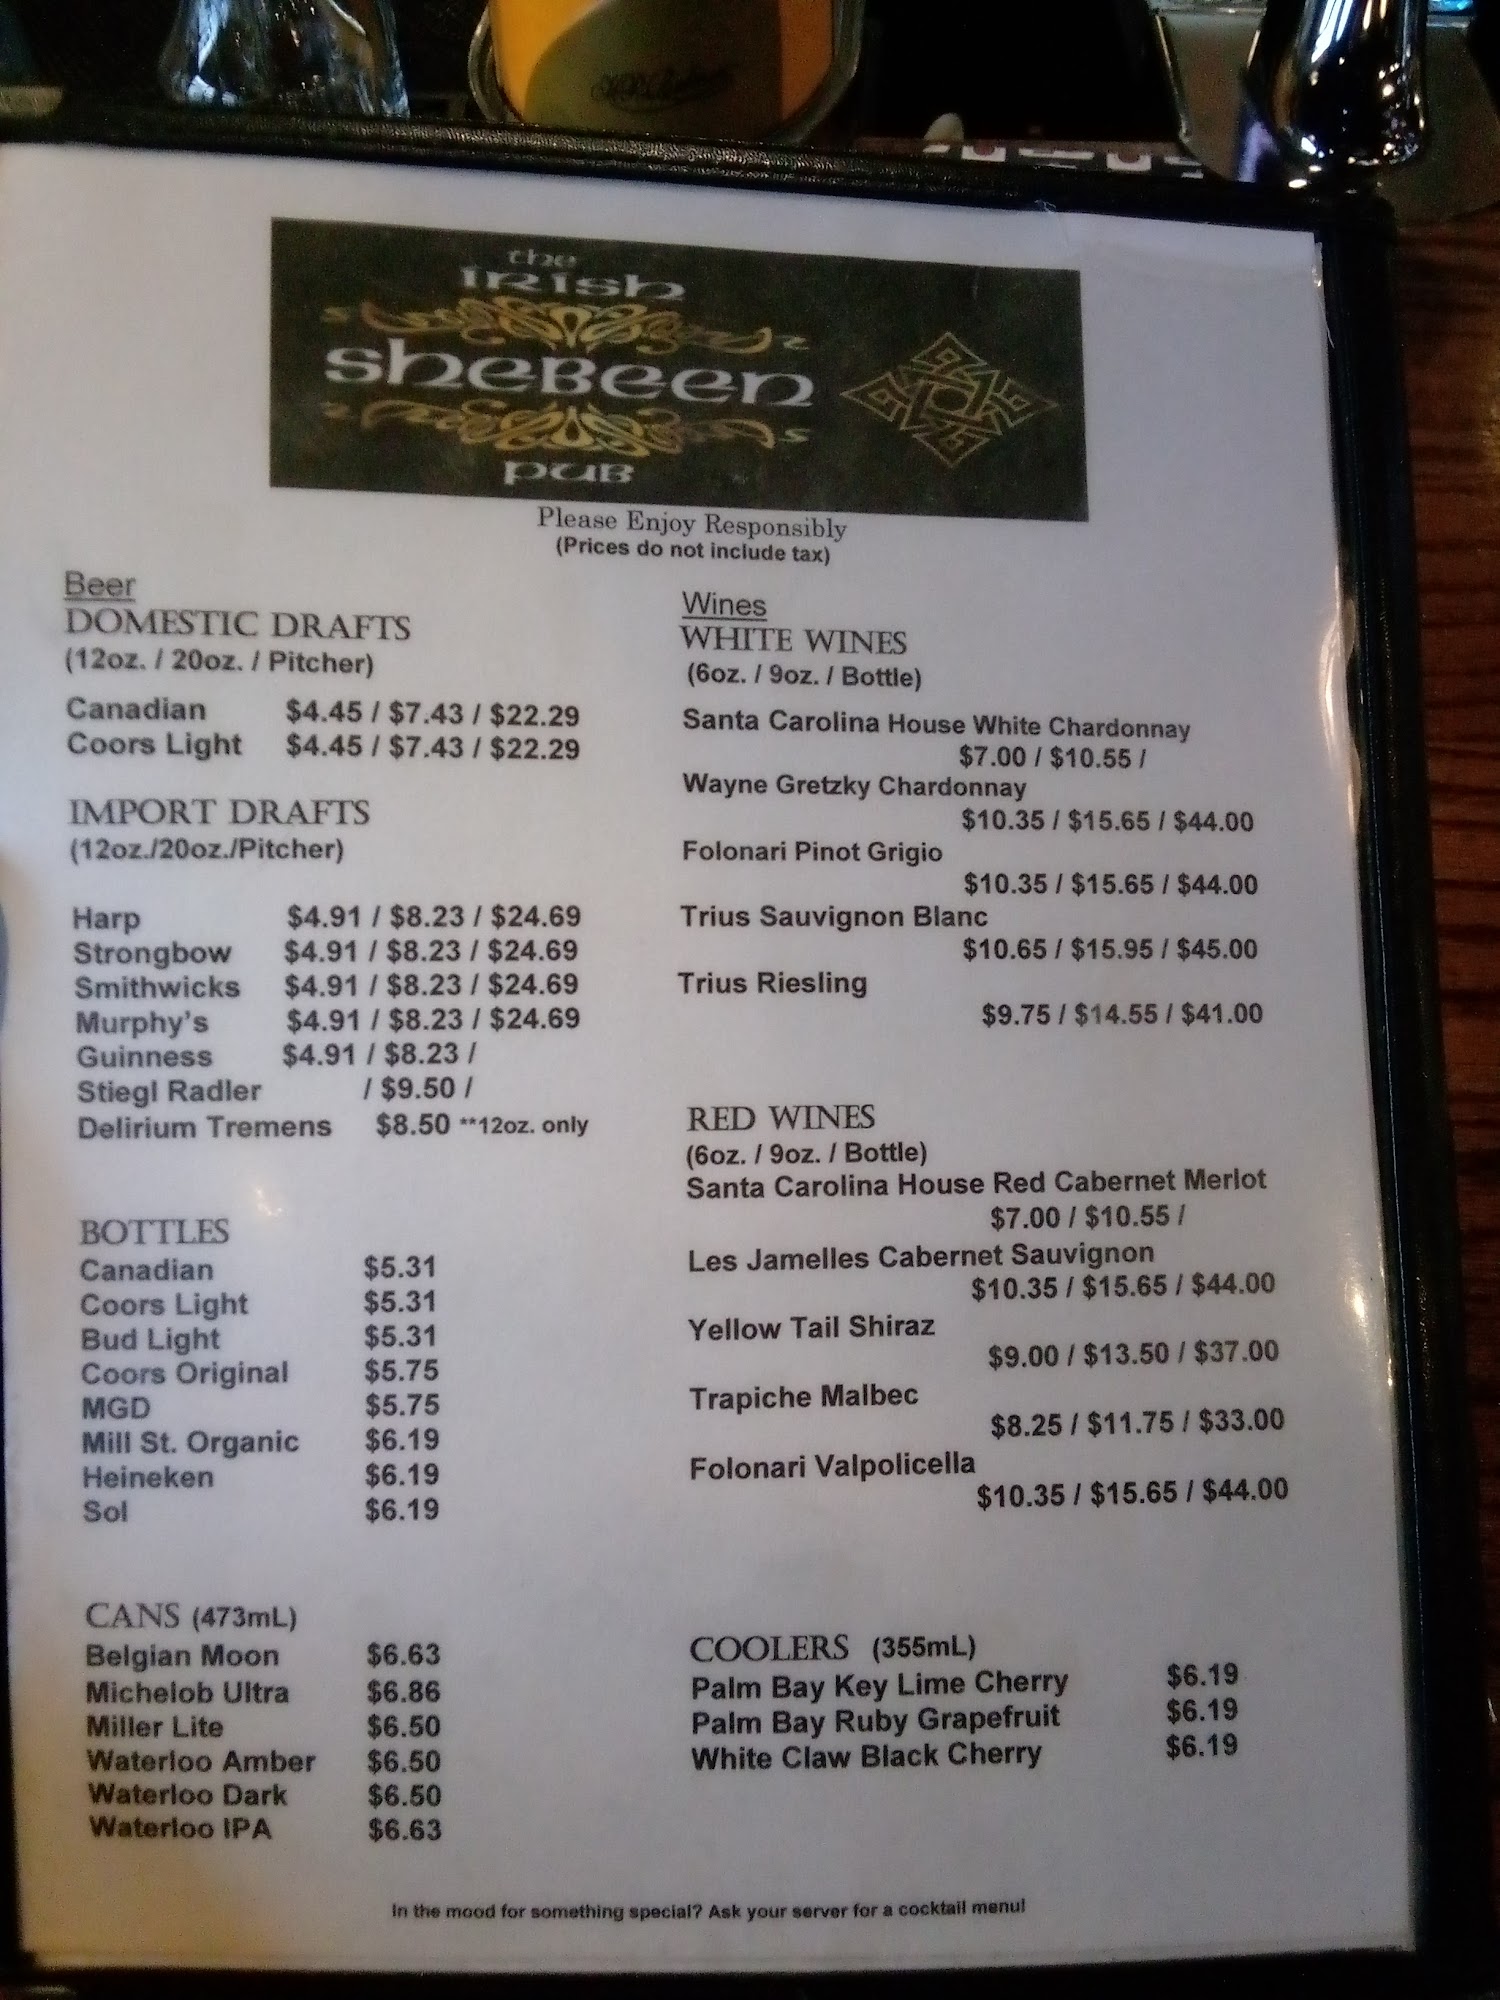 the
IRISH
SHEBEEN
PUB
Please Enjoy Responsibly
(Prices do not include tax)
Beer
DOMESTIC DRAFTS
(12oz. / 20oz. / Pitcher)
Canadian $4.45 / $7.43 / $22.29
Coors Light $4.45 / $7.43 / $22.29
IMPORT DRAFTS
(12oz./20oz./Pitcher)
Harp $4.91 / $8.23 / $24.69
Strongbow $4.91 / $8.23 / $24.69
Smithwicks $4.91 / $8.23 / $24.69
Murphy's $4.91 / $8.23 / $24.69
Guinness $4.91 / $8.23 /
Stiegl Radler / $9.50 /
Delirium Tremens $8.50 **12oz. only
BOTTLES
Canadian $5.31
Coors Light $5.31
Bud Light $5.31
Coors Original $5.75
MGD $5.75
Mill St. Organic $6.19
Heineken $6.19
Sol $6.19
CANS (473mL)
Belgian Moon $6.63
Michelob Ultra $6.86
Miller Lite $6.50
Waterloo Amber $6.50
Waterloo Dark $6.50
Waterloo IPA $6.63
Wines
WHITE WINES
(6oz. / 9oz. / Bottle)
Santa Carolina House White Chardonnay
$7.00 / $10.55 /
Wayne Gretzky Chardonnay
$10.35 / $15.65 / $44.00
Folonari Pinot Grigio
$10.35 / $15.65 / $44.00
Trius Sauvignon Blanc
$10.65 / $15.95 / $45.00
Trius Riesling
$9.75 / $14.55 / $41.00
RED WINES
(6oz. / 9oz. / Bottle)
Santa Carolina House Red Cabernet Merlot
$7.00 / $10.55 /
Les Jamelles Cabernet Sauvignon
$10.35 / $15.65 / $44.00
Yellow Tail Shiraz
$9.00 / $13.50 / $37.00
Trapiche Malbec
$8.25 / $11.75 / $33.00
Folonari Valpolicella
$10.35 / $15.65 / $44.00
COOLERS (355mL)
Palm Bay Key Lime Cherry $6.19
Palm Bay Ruby Grapefruit $6.19
White Claw Black Cherry $6.19
In the mood for something special? Ask your server for a cocktail menu!